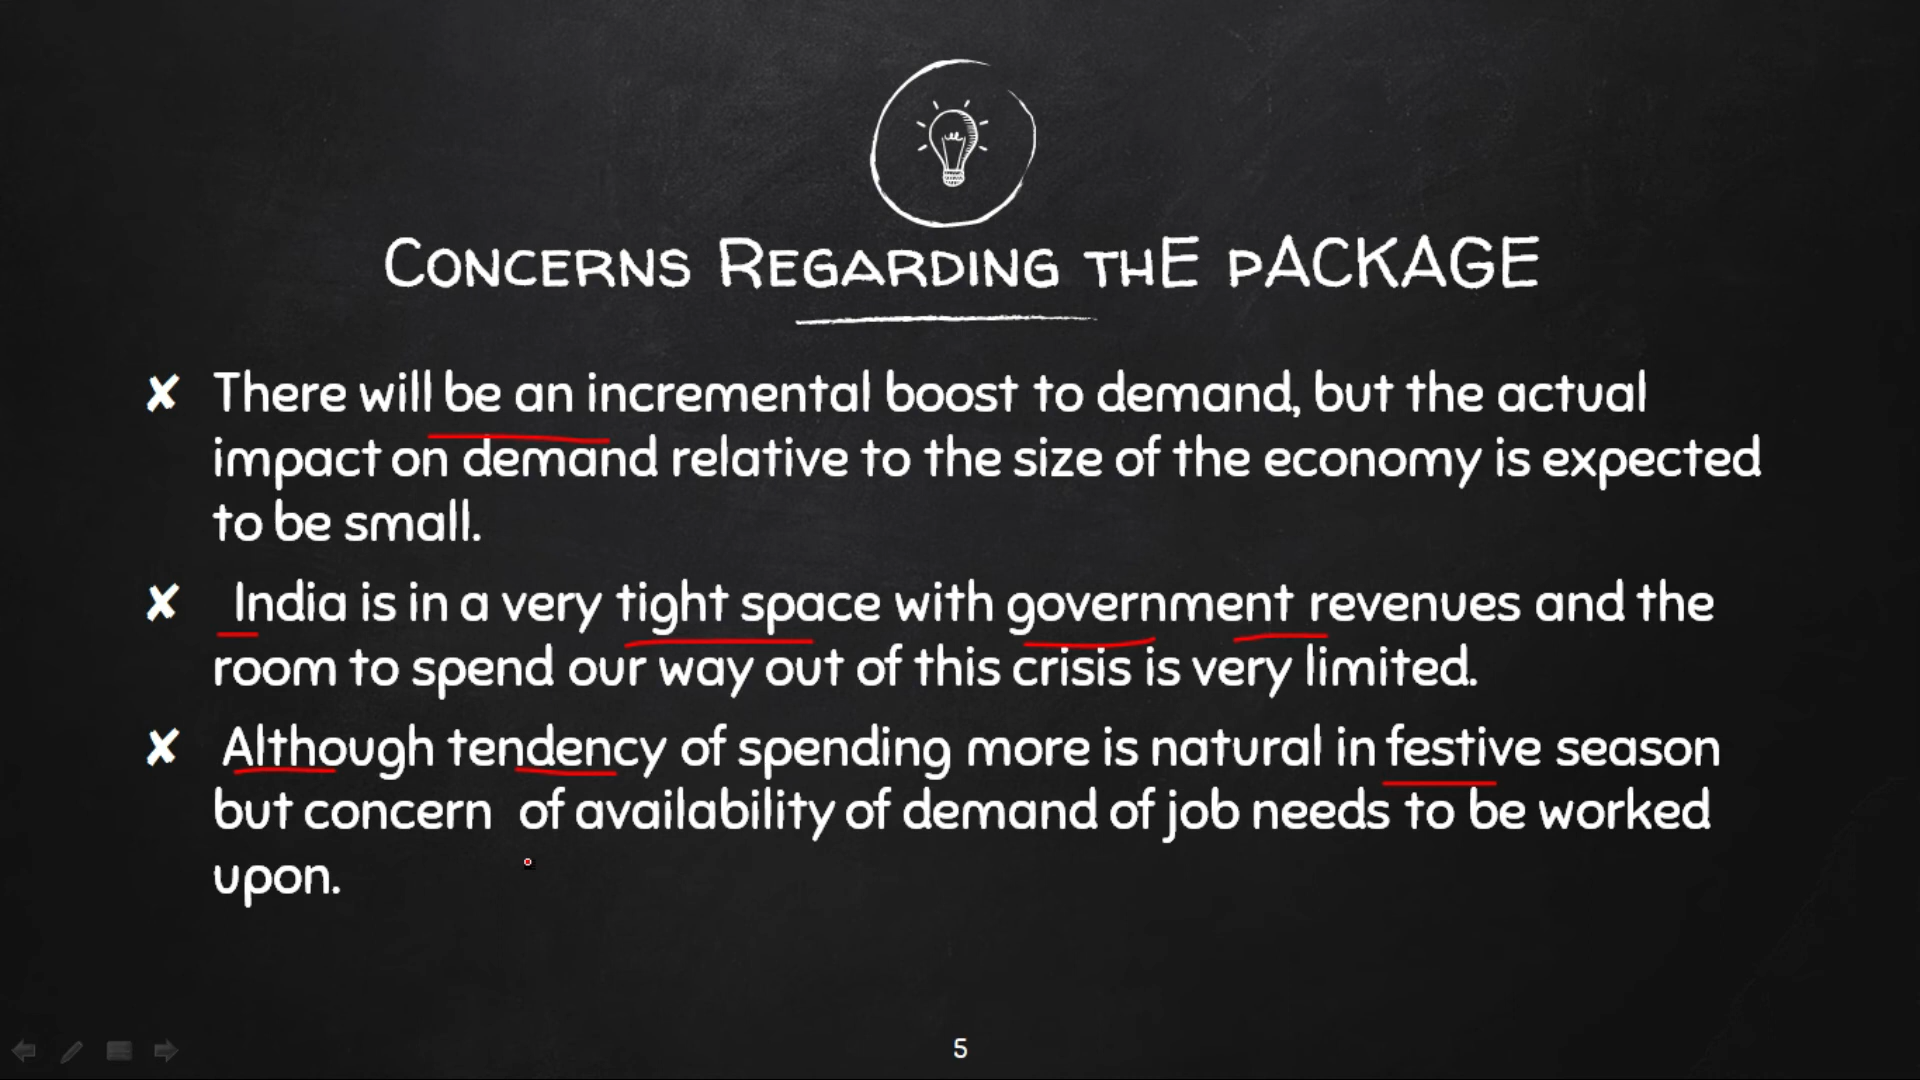 Concerns Regarding thE pACKAGE
✘ There will be an incremental boost to demand, but the actual
impact on demand relative to the size of the economy is expected
to be small.
✘ India is in a very tight space with government revenues and the
room to spend our way out of this crisis is very limited.
✘ Although tendency of spending more is natural in festive season
but concern of availability of demand of job needs to be worked
upon.
5